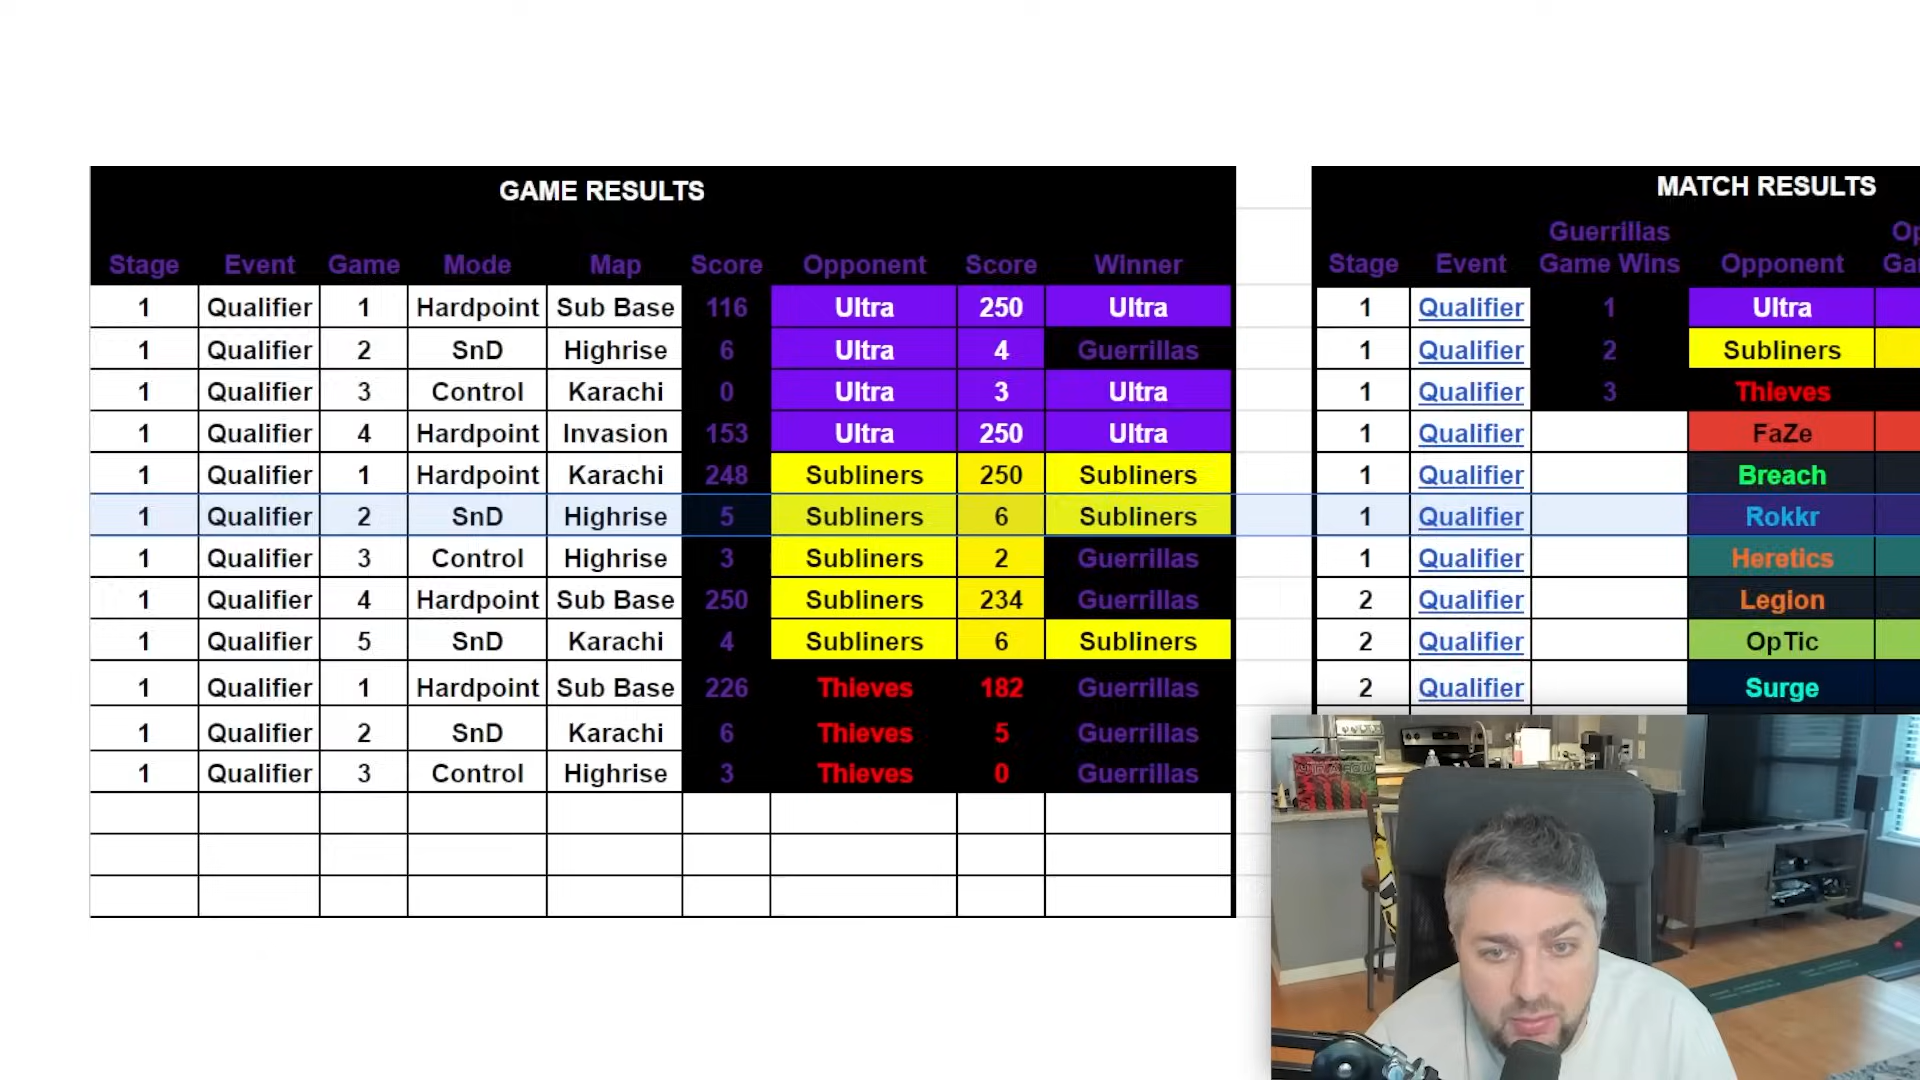 GAME RESULTS
Stage Event Game Mode Map Score Opponent Score Winner
1 Qualifier 1 Hardpoint Sub Base 116 Ultra 250 Ultra
1 Qualifier 2 SnD Highrise 6 Ultra 4 Guerrillas
1 Qualifier 3 Control Karachi 0 Ultra 3 Ultra
1 Qualifier 4 Hardpoint Invasion 153 Ultra 250 Ultra
1 Qualifier 1 Hardpoint Karachi 248 Subliners 250 Subliners
1 Qualifier 2 SnD Highrise 5 Subliners 6 Subliners
1 Qualifier 3 Control Highrise 3 Subliners 2 Guerrillas
1 Qualifier 4 Hardpoint Sub Base 250 Subliners 234 Guerrillas
1 Qualifier 5 SnD Karachi 4 Subliners 6 Subliners
1 Qualifier 1 Hardpoint Sub Base 226 Thieves 182 Guerrillas
1 Qualifier 2 SnD Karachi 6 Thieves 5 Guerrillas
1 Qualifier 3 Control Highrise 3 Thieves 0 Guerrillas
MATCH RESULTS
Guerrillas Op
Stage Event Game Wins Opponent Ga
1 Qualifier 1 Ultra
1 Qualifier 2 Subliners
1 Qualifier 3 Thieves
1 Qualifier FaZe
1 Qualifier Breach
1 Qualifier Rokkr
1 Qualifier Heretics
2 Qualifier Legion
2 Qualifier OpTic
2 Qualifier Surge